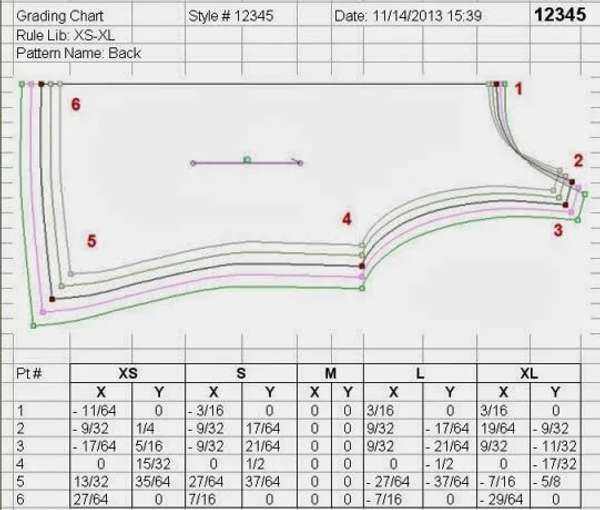 Grading Chart Style # 12345 Date: 11/14/2013 15:39 12345
Rule Lib: XS-XL
Pattern Name: Back
1
6
2
4
3
5
Pt # XS S M L XL
X Y X Y X Y X Y X Y
1 - 11/64 0 - 3/16 0 0 0 3/16 0 3/16 0
2 - 9/32 1/4 - 9/32 17/64 0 0 9/32 - 17/64 19/64 - 9/32
3 - 17/64 5/16 - 9/32 21/64 0 0 9/32 - 21/64 9/32 - 11/32
4 0 15/32 0 1/2 0 0 0 - 1/2 0 - 17/32
5 13/32 35/64 27/64 37/64 0 0 - 27/64 - 37/64 - 7/16 - 5/8
6 27/64 0 7/16 0 0 0 - 7/16 0 - 29/64 0